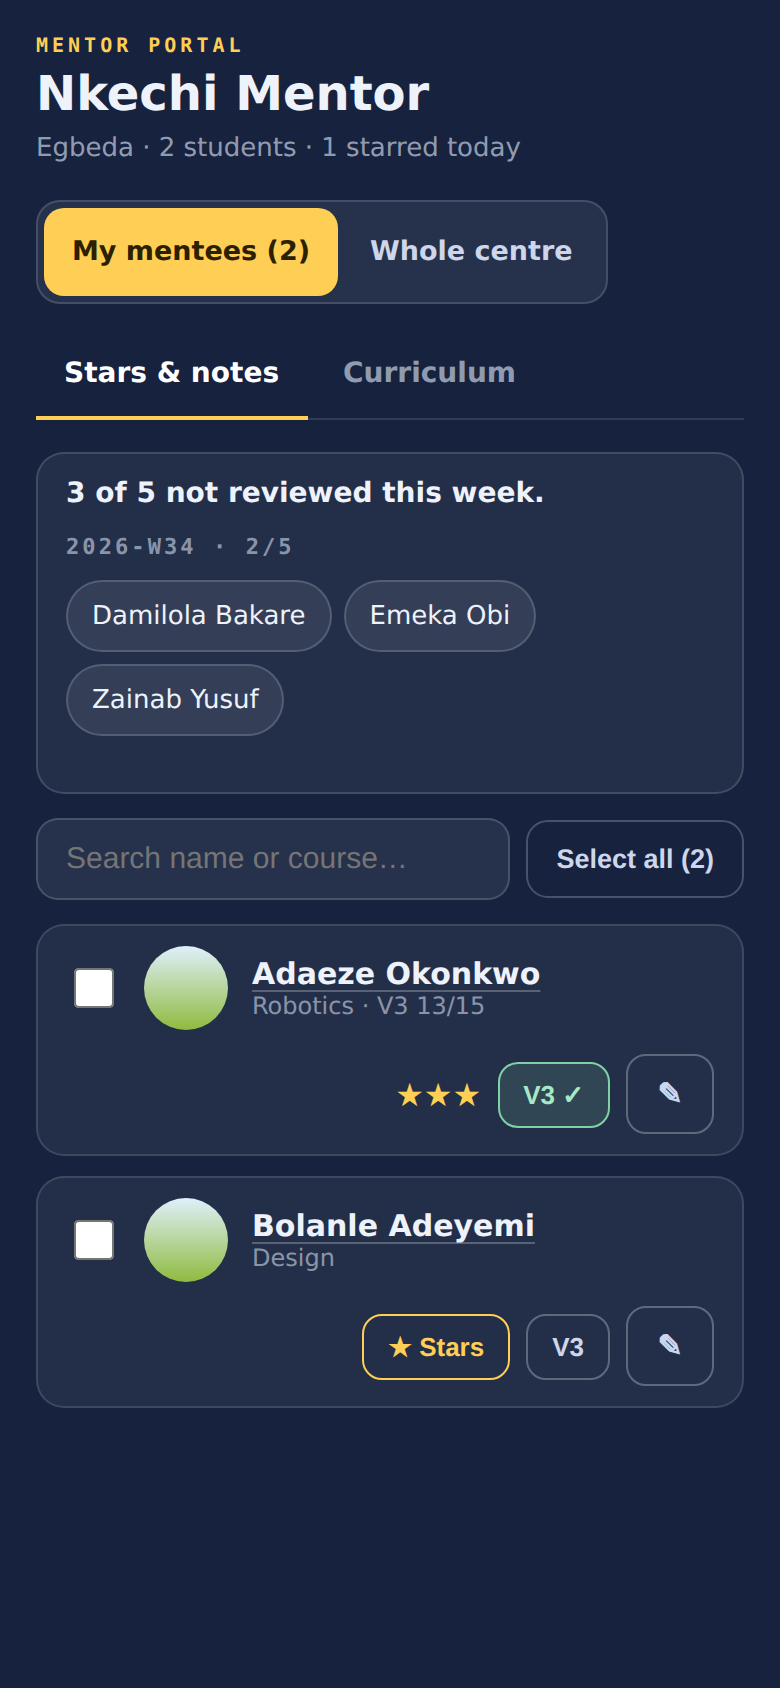 MENTOR PORTAL
Nkechi Mentor
Egbeda · 2 students · 1 starred today
My mentees (2) Whole centre
Stars & notes Curriculum
3 of 5 not reviewed this week.
2026-W34 · 2/5
Damilola Bakare Emeka Obi
Zainab Yusuf
Search name or course… Select all (2)
Adaeze Okonkwo
Robotics · V3 13/15
★★★ V3 ✓ ✎
Bolanle Adeyemi
Design
★ Stars V3 ✎